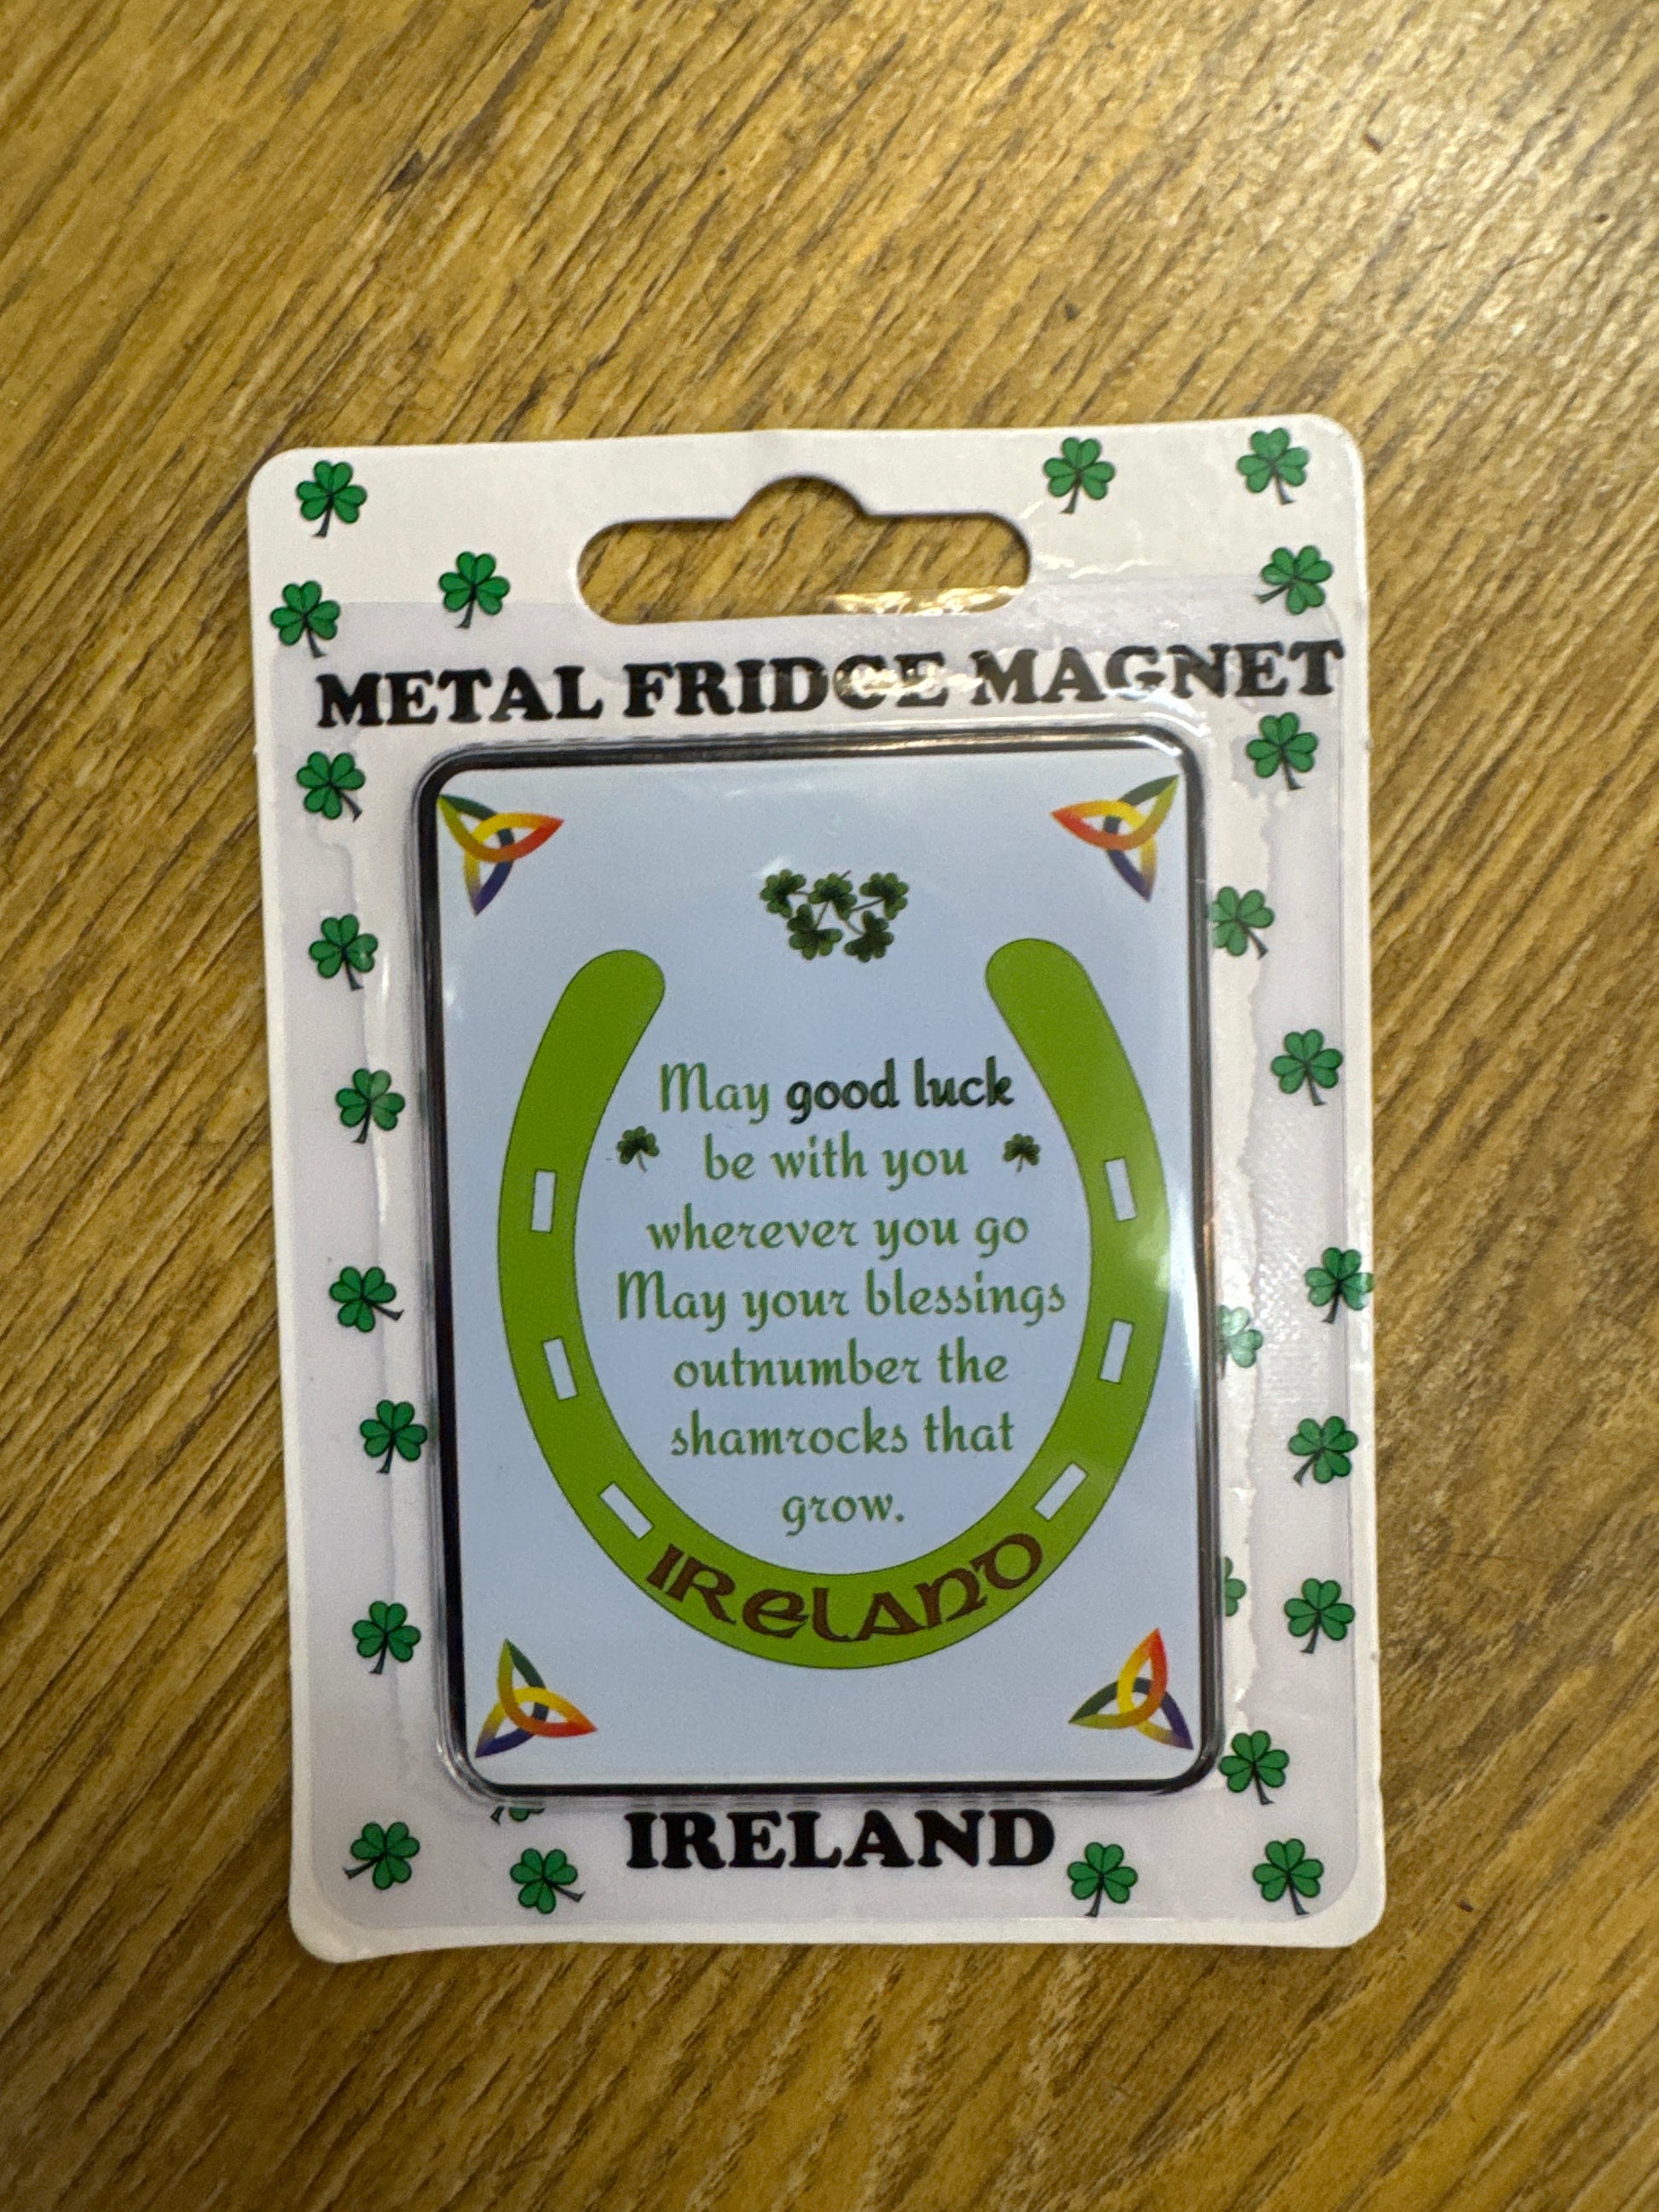 METAL FRIDGE MAGNET
May good luck
be with you
wherever you go
May your blessings
outnumber the
shamrocks that
grow.
IRELAND
IRELAND